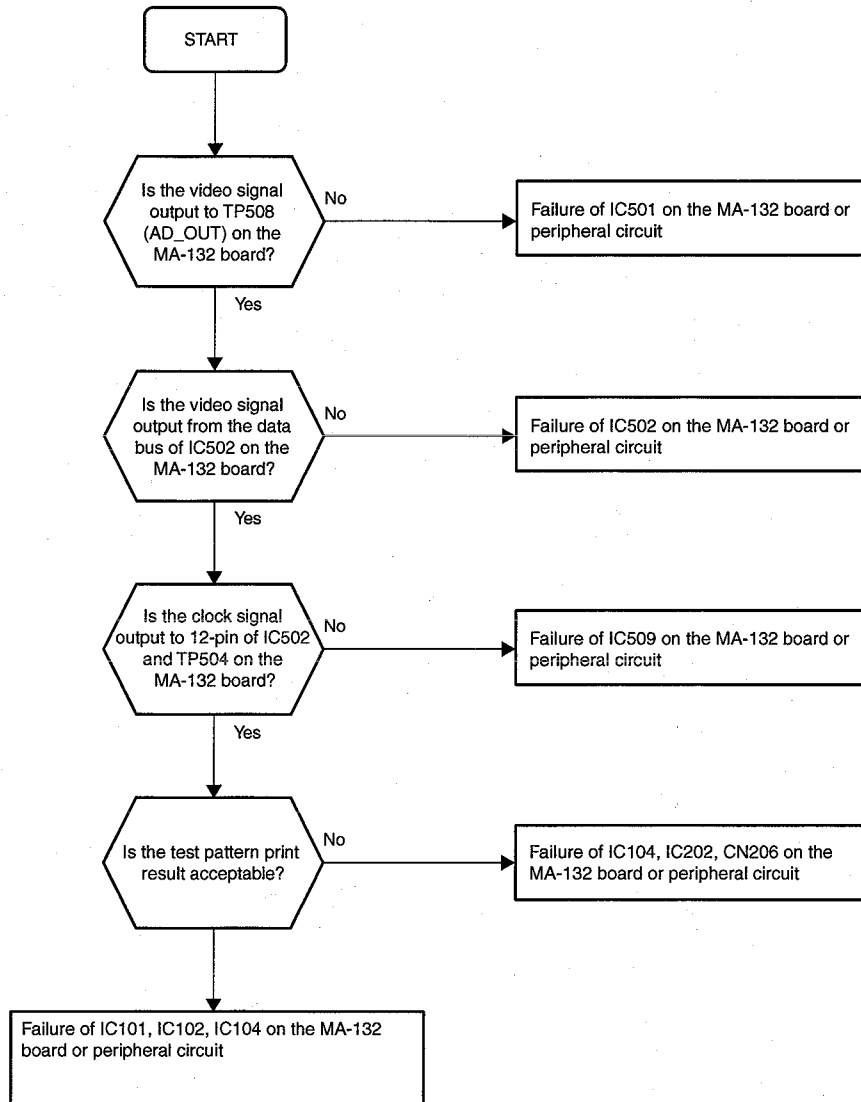 START
Is the video signal
output to TP508
(AD_OUT) on the
MA-132 board?
No
Failure of IC501 on the MA-132 board or
peripheral circuit
Yes
Is the video signal
output from the data
bus of IC502 on the
MA-132 board?
No
Failure of IC502 on the MA-132 board or
peripheral circuit
Yes
Is the clock signal
output to 12-pin of IC502
and TP504 on the
MA-132 board?
No
Failure of IC509 on the MA-132 board or
peripheral circuit
Yes
Is the test pattern print
result acceptable?
No
Failure of IC104, IC202, CN206 on the
MA-132 board or peripheral circuit
Failure of IC101, IC102, IC104 on the MA-132
board or peripheral circuit